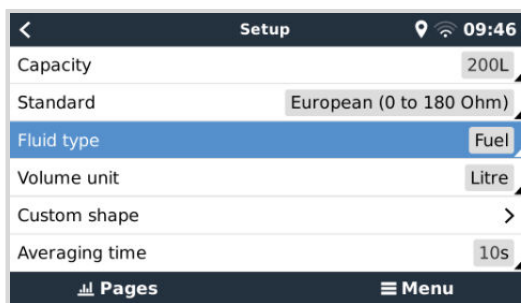 Setup 09:46
Capacity 200L
Standard European (0 to 180 Ohm)
Fluid type Fuel
Volume unit Litre
Custom shape
Averaging time 10s
Pages Menu